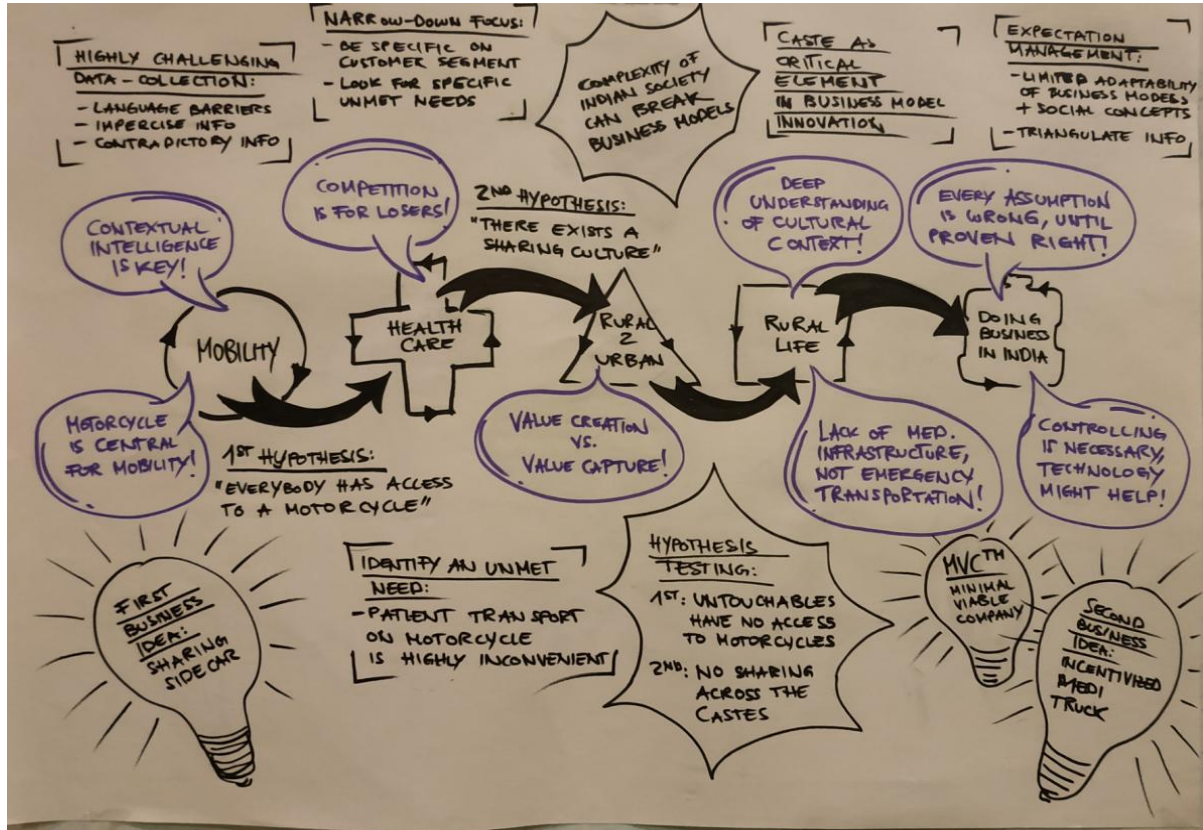 HIGHLY CHALLENGING
DATA-COLLECTION:
- LANGUAGE BARRIERS
- IMPERCISE INFO
- CONTRADICTORY INFO
NARROW-DOWN FOCUS:
- BE SPECIFIC ON
CUSTOMER SEGMENT
- LOOK FOR SPECIFIC
UNMET NEEDS
COMPLEXITY OF
INDIAN SOCIETY
CAN BREAK
BUSINESS MODELS
CASTE AS
CRITICAL
ELEMENT
IN BUSINESS MODEL
INNOVATION
EXPECTATION
MANAGEMENT:
- LIMITED ADAPTABILITY
OF BUSINESS MODELS
+ SOCIAL CONCEPTS
- TRIANGULATE INFO
CONTEXTUAL
INTELLIGENCE
IS KEY!
COMPETITION
IS FOR LOSERS!
2ND HYPOTHESIS:
"THERE EXISTS A
SHARING CULTURE"
DEEP
UNDERSTANDING
OF CULTURAL
CONTEXT!
EVERY ASSUMPTION
IS WRONG, UNTIL
PROVEN RIGHT!
MOBILITY
HEALTH
CARE
RURAL
2
URBAN
RURAL
LIFE
DOING
BUSINESS
IN INDIA
MOTORCYCLE
IS CENTRAL
FOR MOBILITY!
1ST HYPOTHESIS:
"EVERYBODY HAS ACCESS
TO A MOTORCYCLE"
VALUE CREATION
VS.
VALUE CAPTURE!
LACK OF MED.
INFRASTRUCTURE,
NOT EMERGENCY
TRANSPORTATION!
CONTROLLING
IS NECESSARY,
TECHNOLOGY
MIGHT HELP!
FIRST
BUSINESS
IDEA:
SHARING
SIDECAR
IDENTIFY AN UNMET
NEED:
- PATIENT TRANSPORT
ON MOTORCYCLE
IS HIGHLY INCONVENIENT
HYPOTHESIS
TESTING:
1ST: UNTOUCHABLES
HAVE NO ACCESS
TO MOTORCYCLES
2ND: NO SHARING
ACROSS THE
CASTES
MVC™
MINIMAL
VIABLE
COMPANY
SECOND
BUSINESS
IDEA:
INCENTIVIZED
MEDI
TRUCK